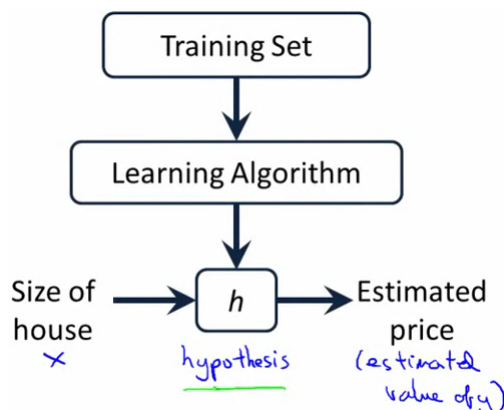 Training Set
Learning Algorithm
Size of
house
x
h
hypothesis
Estimated
price
(estimated
value of y)